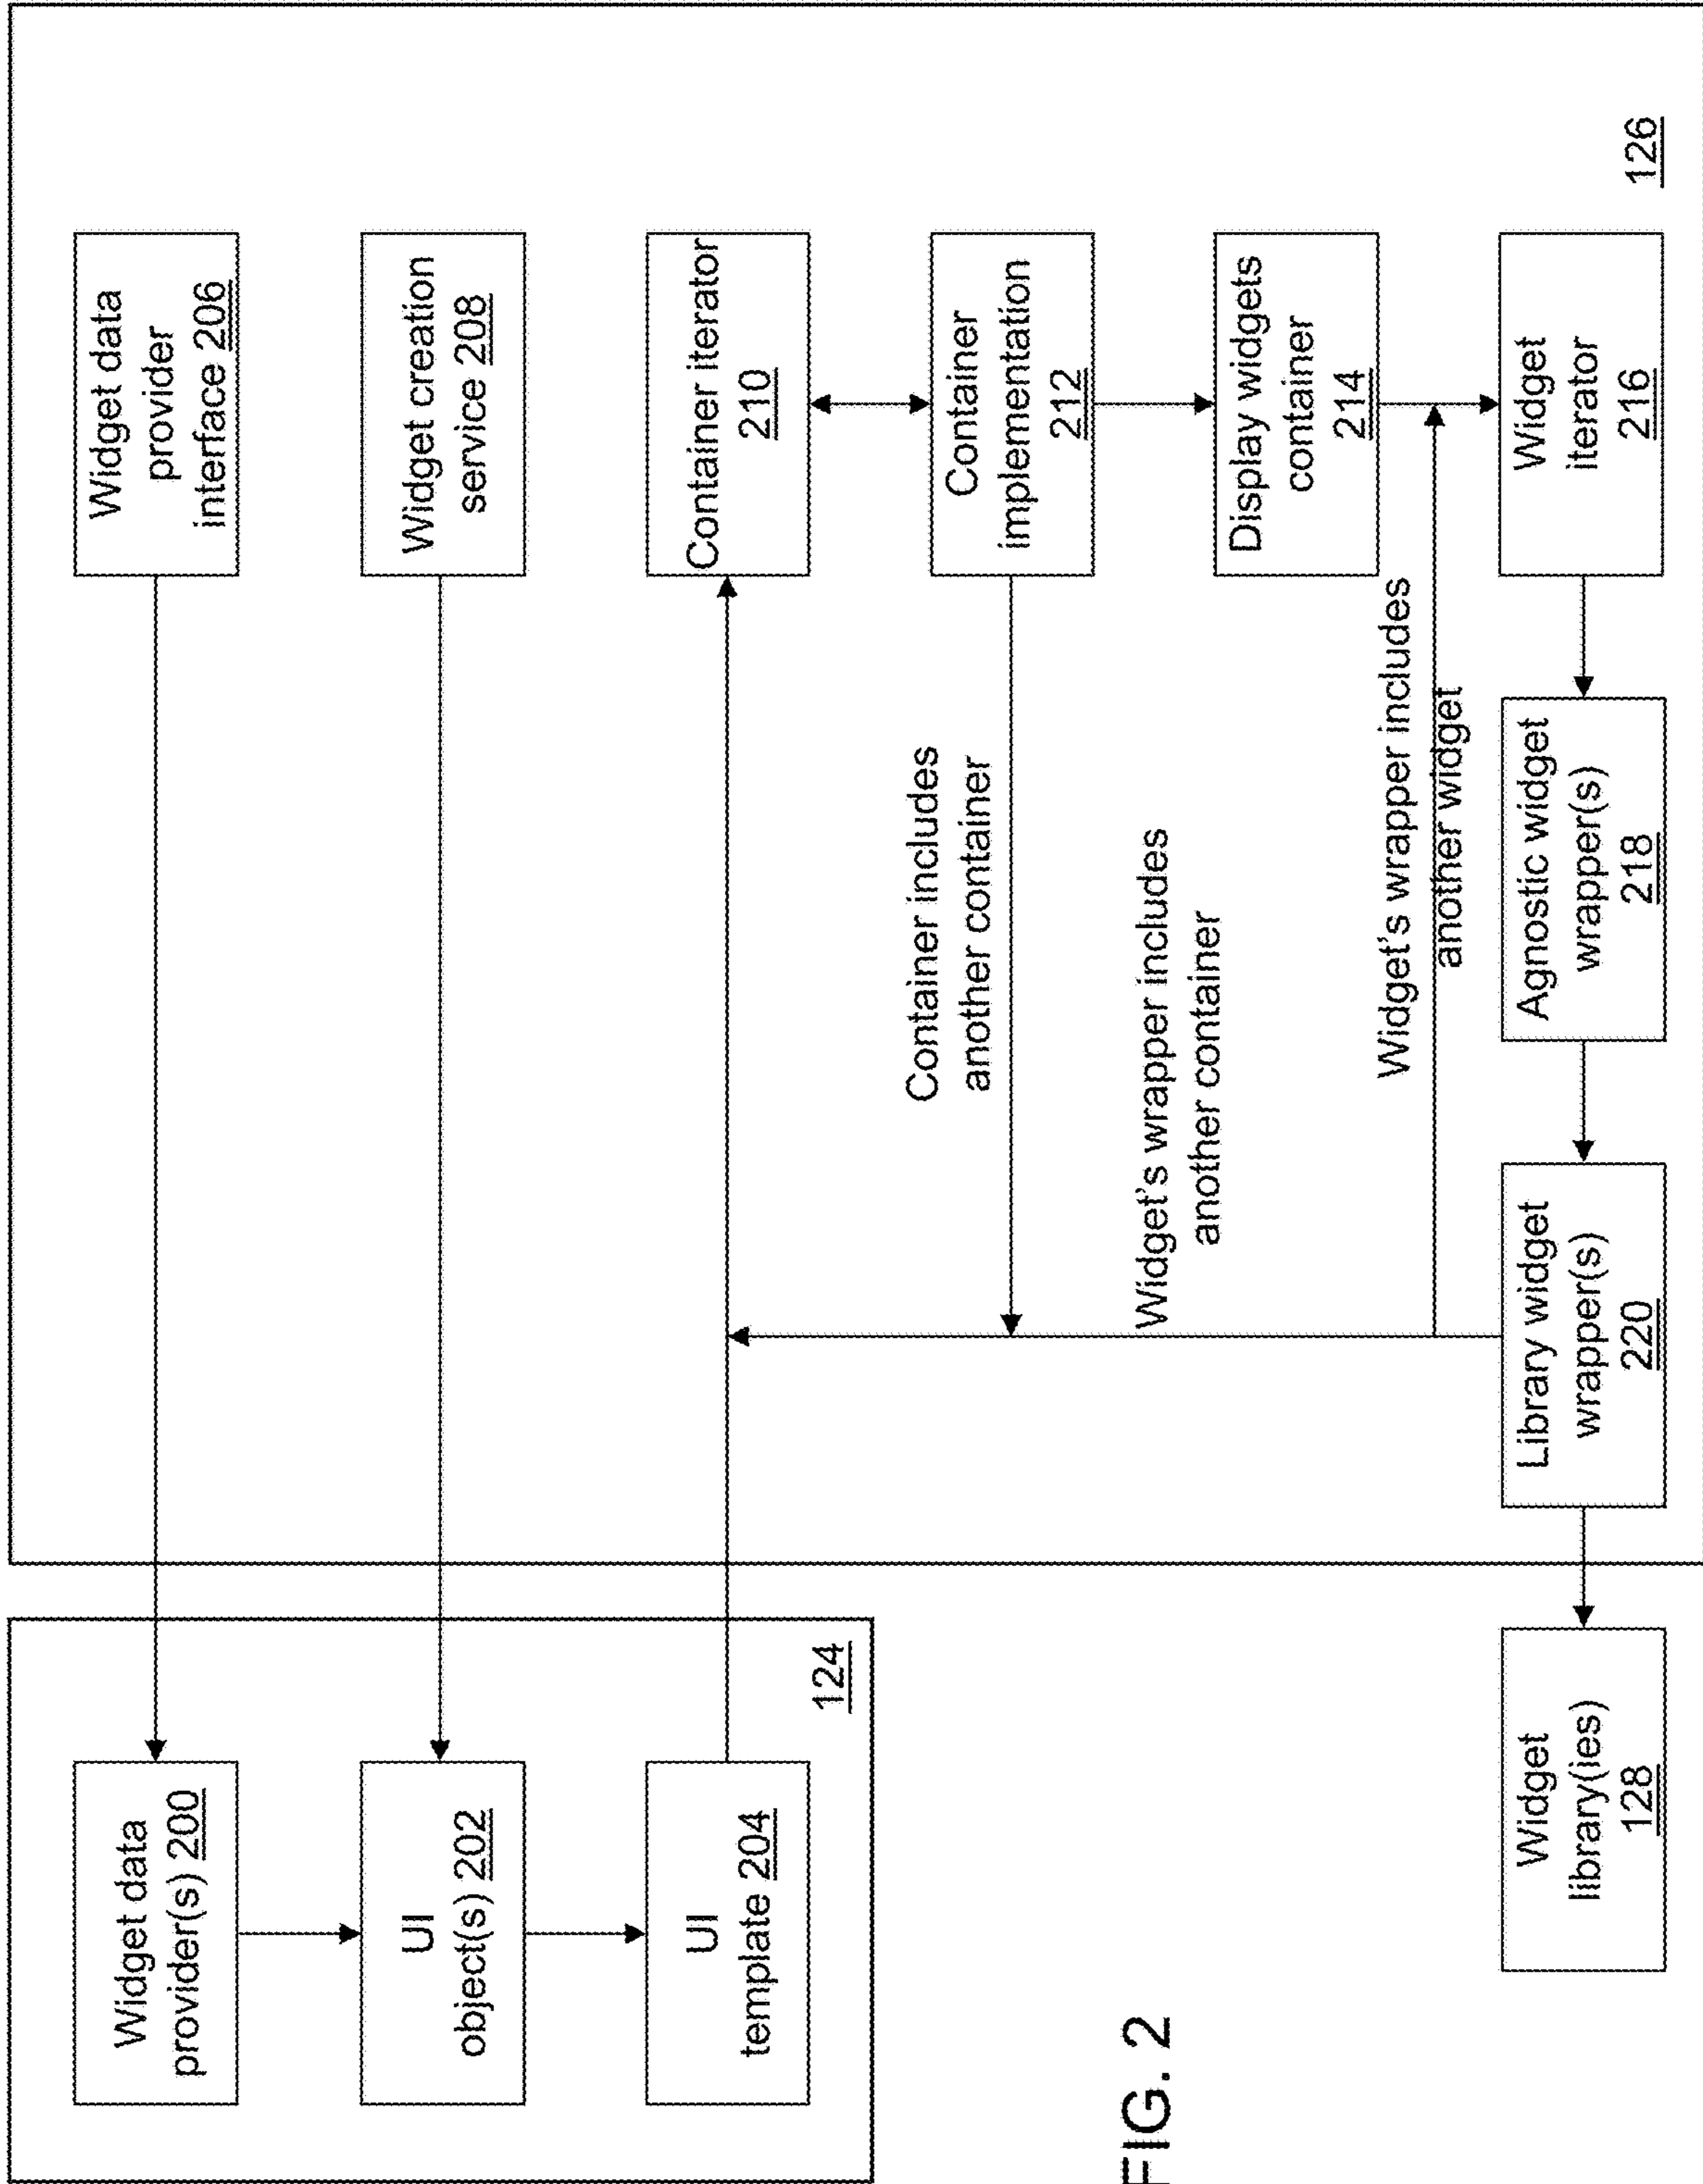 Widget data
provider(s) 200
UI
object(s) 202
UI
template 204
124
Widget data
provider
interface 206
Widget creation
service 208
Container iterator
210
Container
implementation
212
Display widgets
container
214
Widget
iterator
216
Container includes
another container
Widget's wrapper includes
another container
Widget's wrapper includes
another widget
Agnostic widget
wrapper(s)
218
Library widget
wrapper(s)
220
Widget
library(ies)
128
126
FIG. 2